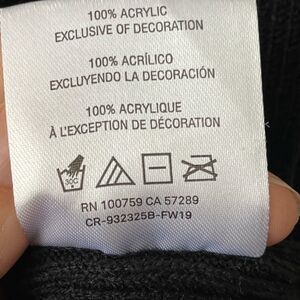 100% ACRYLIC
EXCLUSIVE OF DECORATION
100% ACRÍLICO
EXCLUYENDO LA DECORACIÓN
100% ACRYLIQUE
À L'EXCEPTION DE DÉCORATION
30C
RN 100759 CA 57289
CR-932325B-FW19